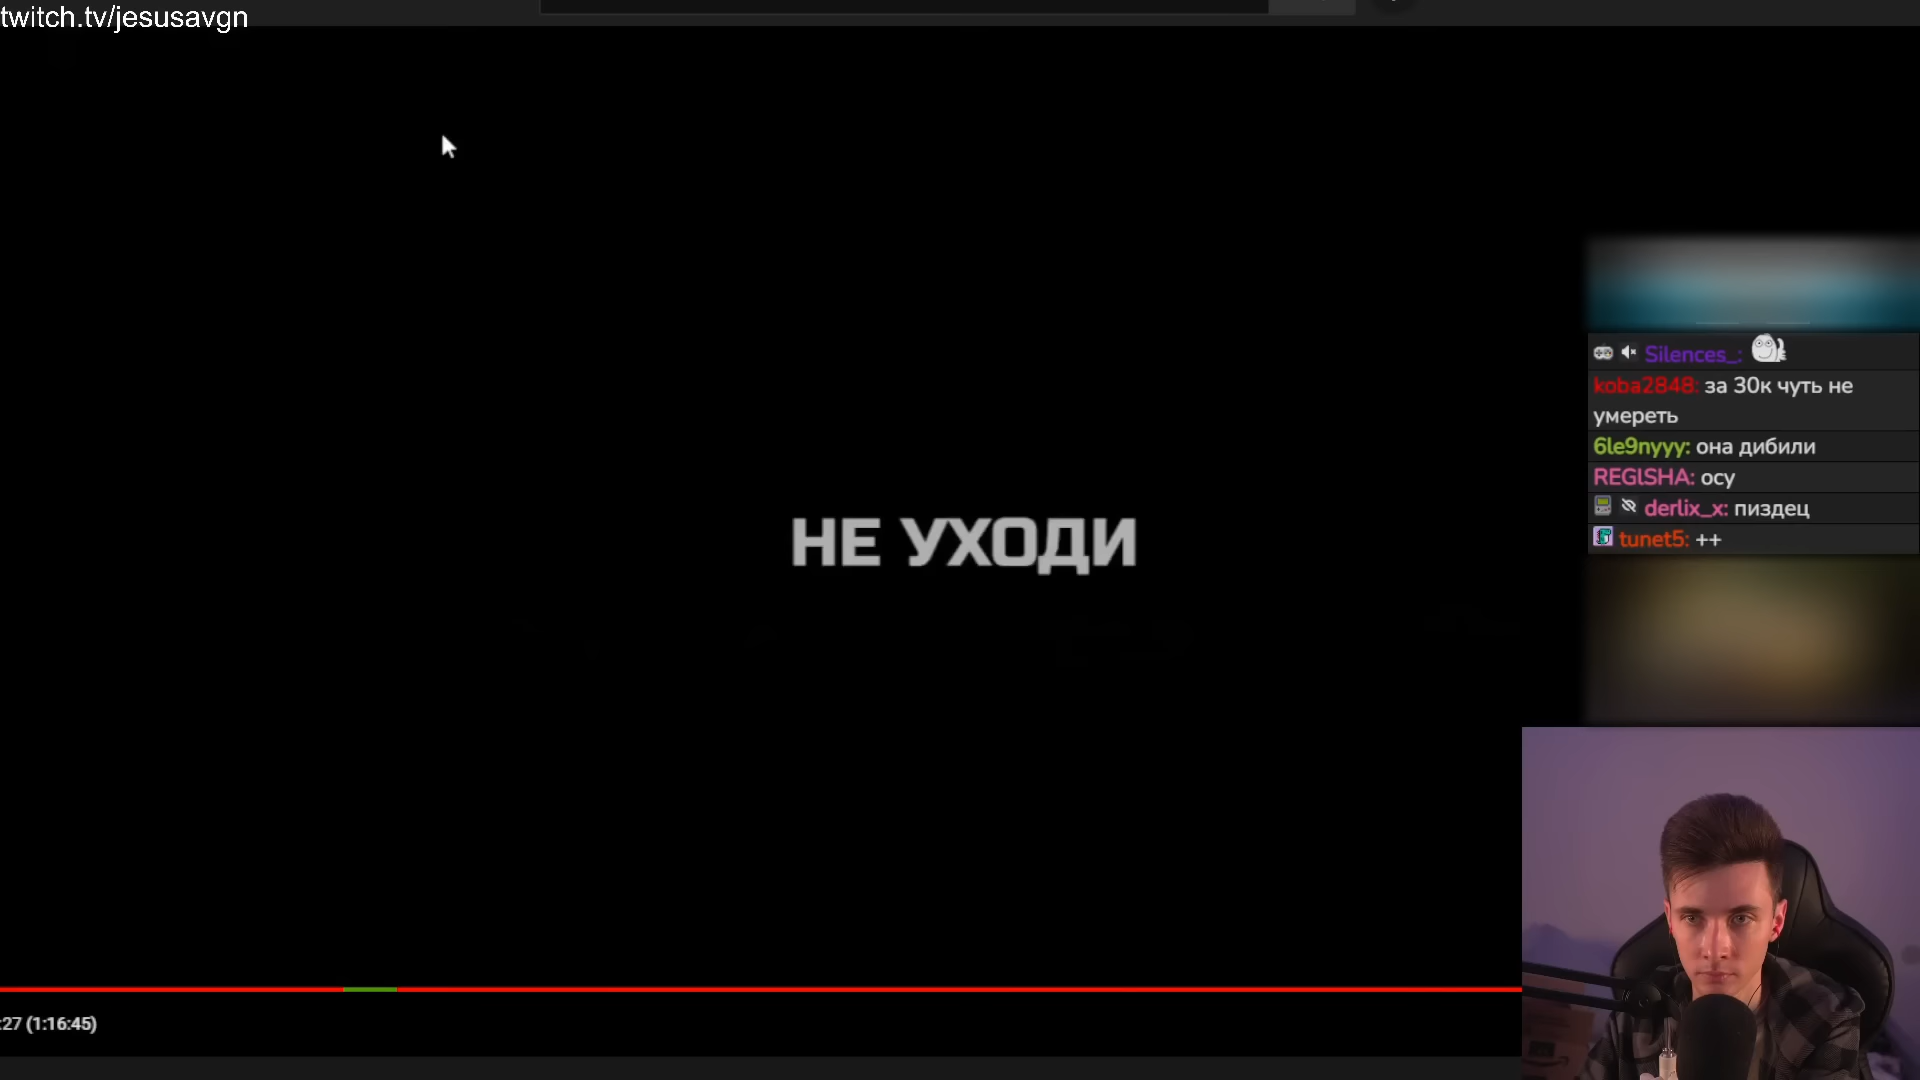 twitch.tv/jesusavgn
Silences_:
koba2848: за 30к чуть не
умереть
6le9nyyy: она дибили
REGlSHA: осу
derlix_x: пиздец
tunet5: ++
НЕ УХОДИ
:27 (1:16:45)